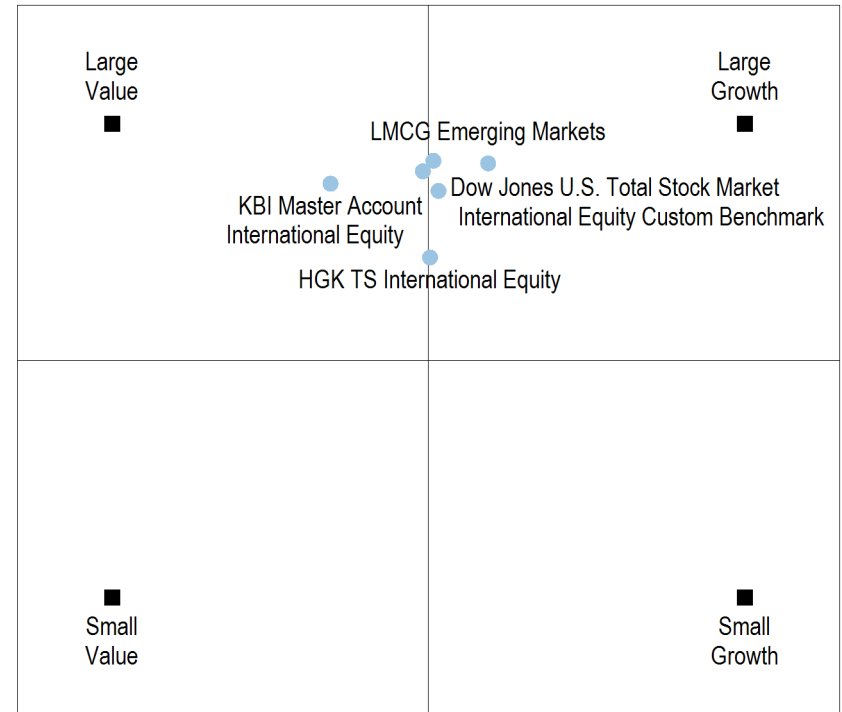 Large
Value
Large
Growth
LMCG Emerging Markets
Dow Jones U.S. Total Stock Market
KBI Master Account
International Equity Custom Benchmark
International Equity
HGK TS International Equity
Small
Value
Small
Growth